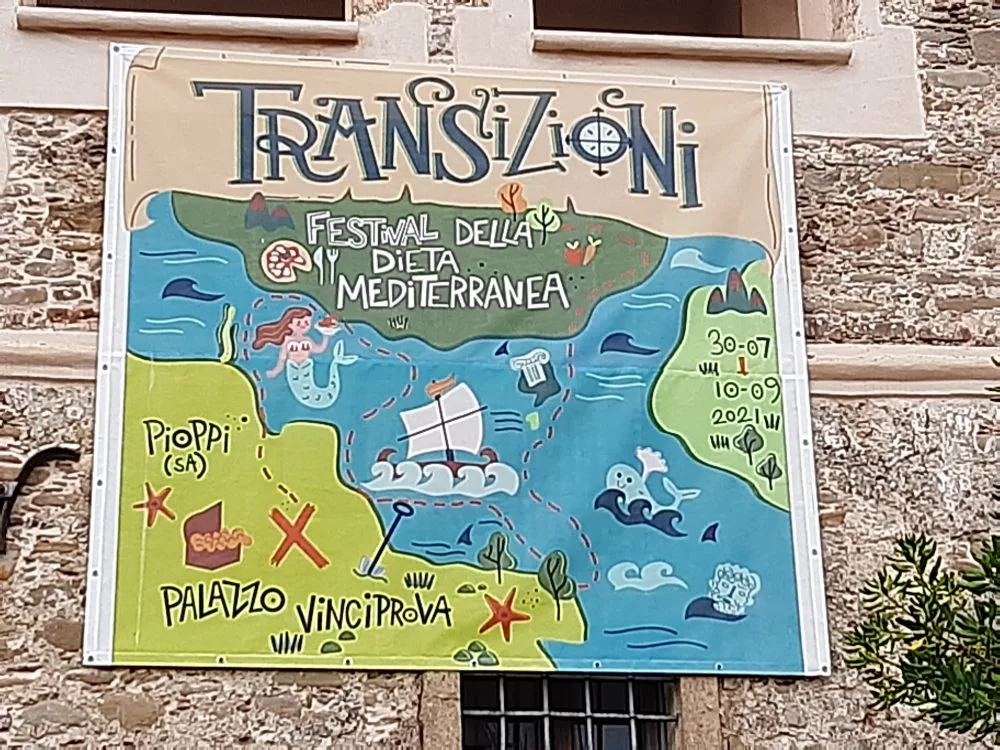 TRANSiZiONi
FESTiVAL DELLA
DiETA
MEDiTERRANEA
30-07
10-09
2021
PiOPPi
(SA)
PALAZZO VINCiPROVA